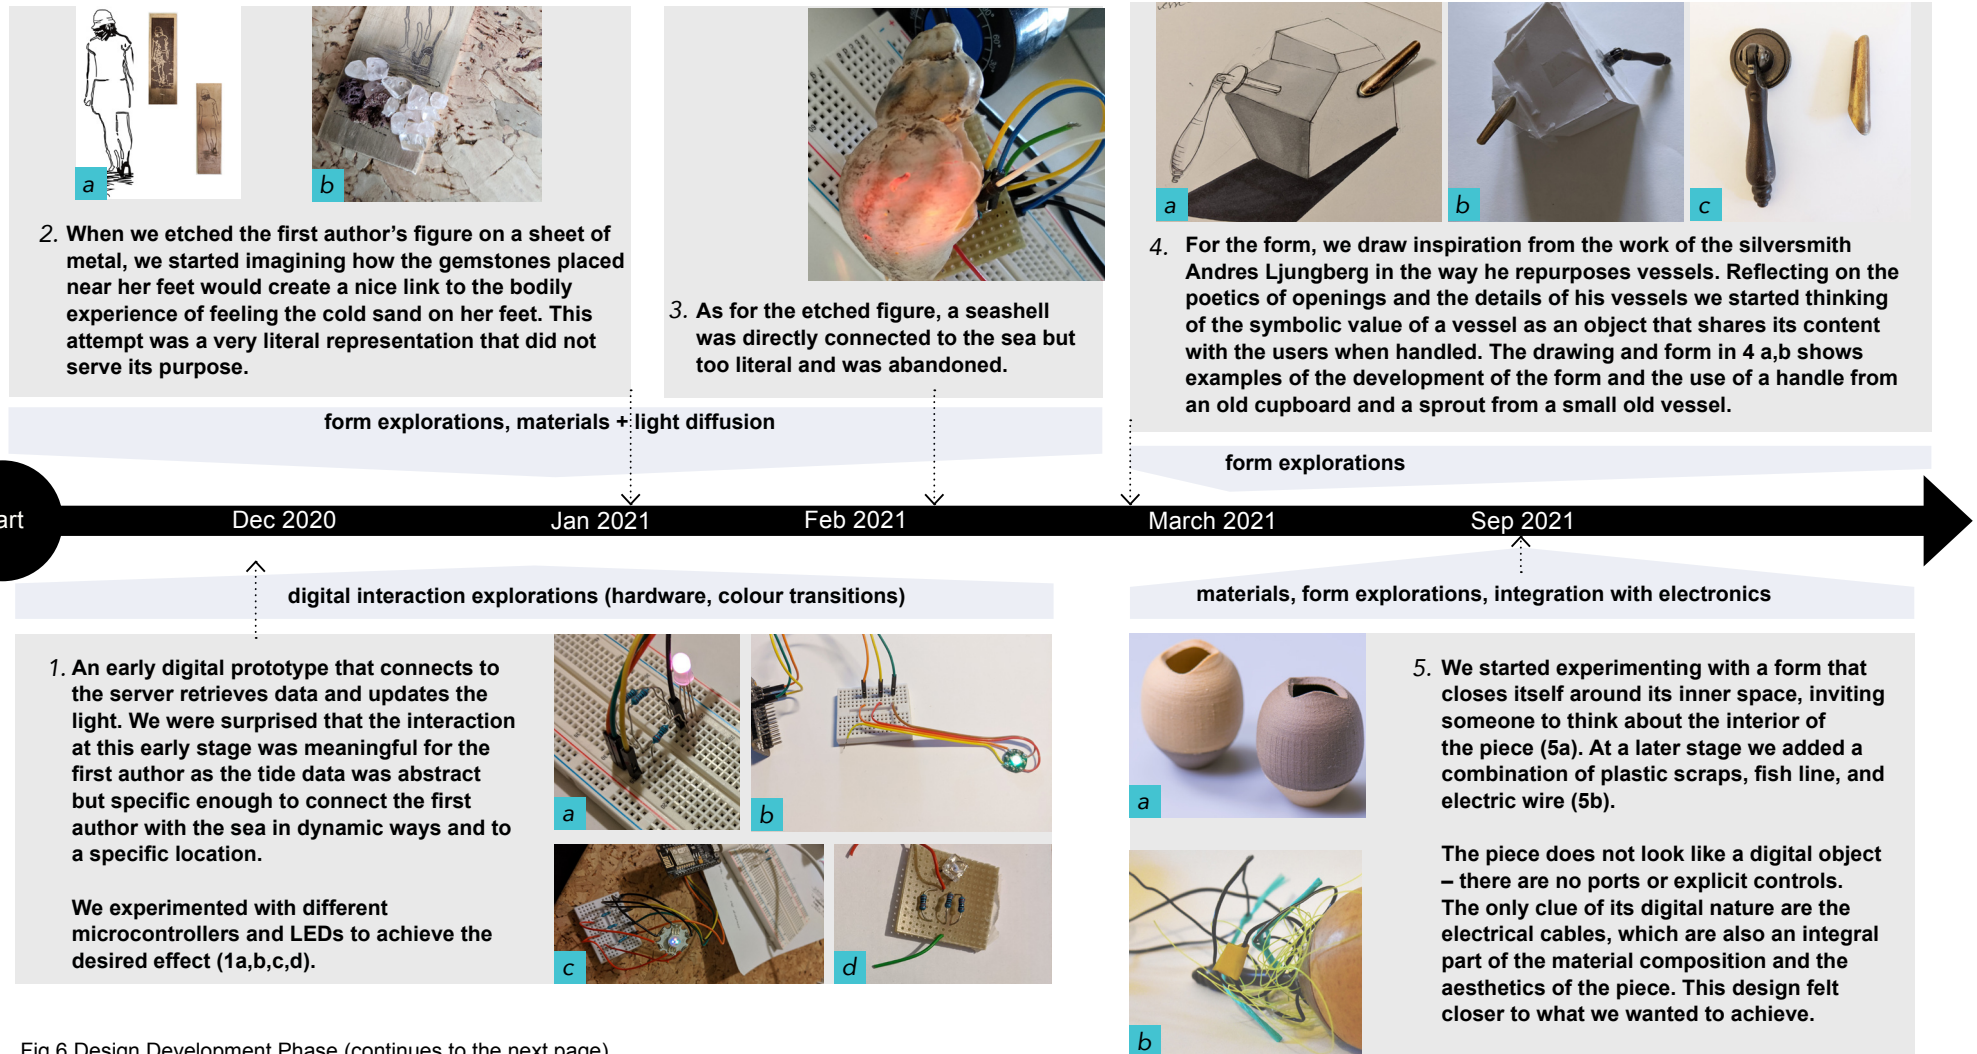 a
b
2. When we etched the first author's figure on a sheet of
metal, we started imagining how the gemstones placed
near her feet would create a nice link to the bodily
experience of feeling the cold sand on her feet. This
attempt was a very literal representation that did not
serve its purpose.
3. As for the etched figure, a seashell
was directly connected to the sea but
too literal and was abandoned.
a
b
c
4. For the form, we draw inspiration from the work of the silversmith
Andres Ljungberg in the way he repurposes vessels. Reflecting on the
poetics of openings and the details of his vessels we started thinking
of the symbolic value of a vessel as an object that shares its content
with the users when handled. The drawing and form in 4 a,b shows
examples of the development of the form and the use of a handle from
an old cupboard and a sprout from a small old vessel.
form explorations, materials + light diffusion
form explorations
art
Dec 2020
Jan 2021
Feb 2021
March 2021
Sep 2021
digital interaction explorations (hardware, colour transitions)
materials, form explorations, integration with electronics
1. An early digital prototype that connects to
the server retrieves data and updates the
light. We were surprised that the interaction
at this early stage was meaningful for the
first author as the tide data was abstract
but specific enough to connect the first
author with the sea in dynamic ways and to
a specific location.
We experimented with different
microcontrollers and LEDs to achieve the
desired effect (1a,b,c,d).
a
b
c
d
a
b
5. We started experimenting with a form that
closes itself around its inner space, inviting
someone to think about the interior of
the piece (5a). At a later stage we added a
combination of plastic scraps, fish line, and
electric wire (5b).
The piece does not look like a digital object
– there are no ports or explicit controls.
The only clue of its digital nature are the
electrical cables, which are also an integral
part of the material composition and the
aesthetics of the piece. This design felt
closer to what we wanted to achieve.
Fig 6 Design Development Phase (continues to the next page)